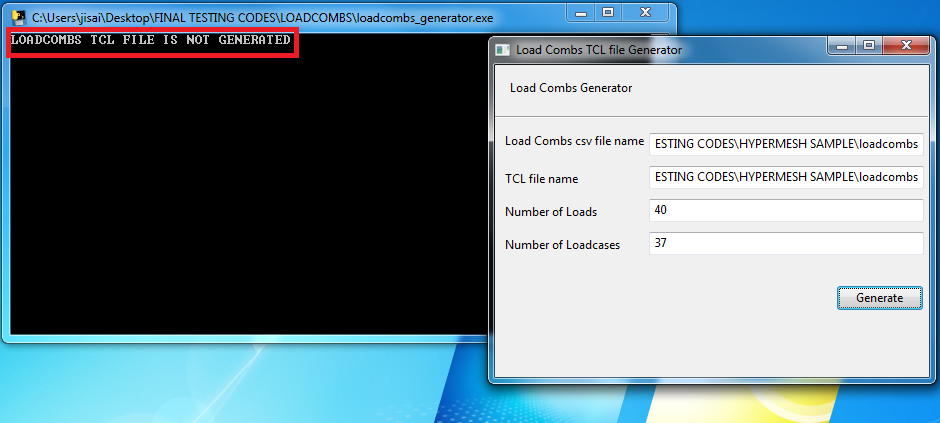 C:\Users\jisai\Desktop\FINAL TESTING CODES\LOADCOMBS\loadcombs_generator.exe
LOADCOMBS TCL FILE IS NOT GENERATED
Load Combs TCL file Generator
Load Combs Generator
Load Combs csv file name ESTING CODES\HYPERMESH SAMPLE\loadcombs
TCL file name ESTING CODES\HYPERMESH SAMPLE\loadcombs
Number of Loads 40
Number of Loadcases 37
Generate